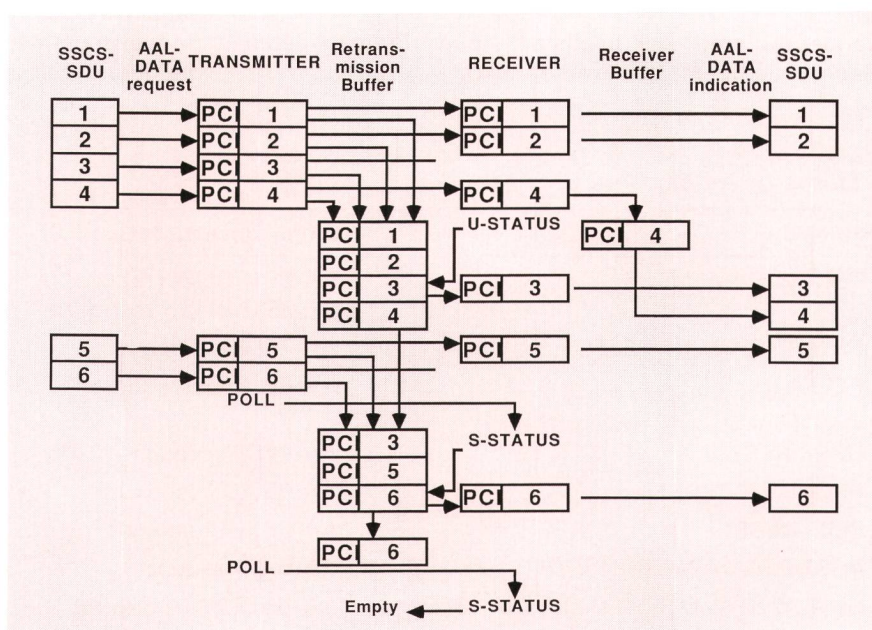 SSCS-
SDU
AAL-
DATA
request
TRANSMITTER
Retrans-
mission
Buffer
RECEIVER
Receiver
Buffer
AAL-
DATA
indication
SSCS-
SDU
1 PCI 1 PCI 1 1
2 PCI 2 PCI 2 2
3 PCI 3
4 PCI 4 PCI 4
U-STATUS
PCI 1 PCI 4
PCI 2
PCI 3 PCI 3 3
PCI 4 4
5 PCI 5 PCI 5 5
6 PCI 6
POLL
PCI 3 S-STATUS
PCI 5
PCI 6 PCI 6 6
PCI 6
POLL
Empty S-STATUS